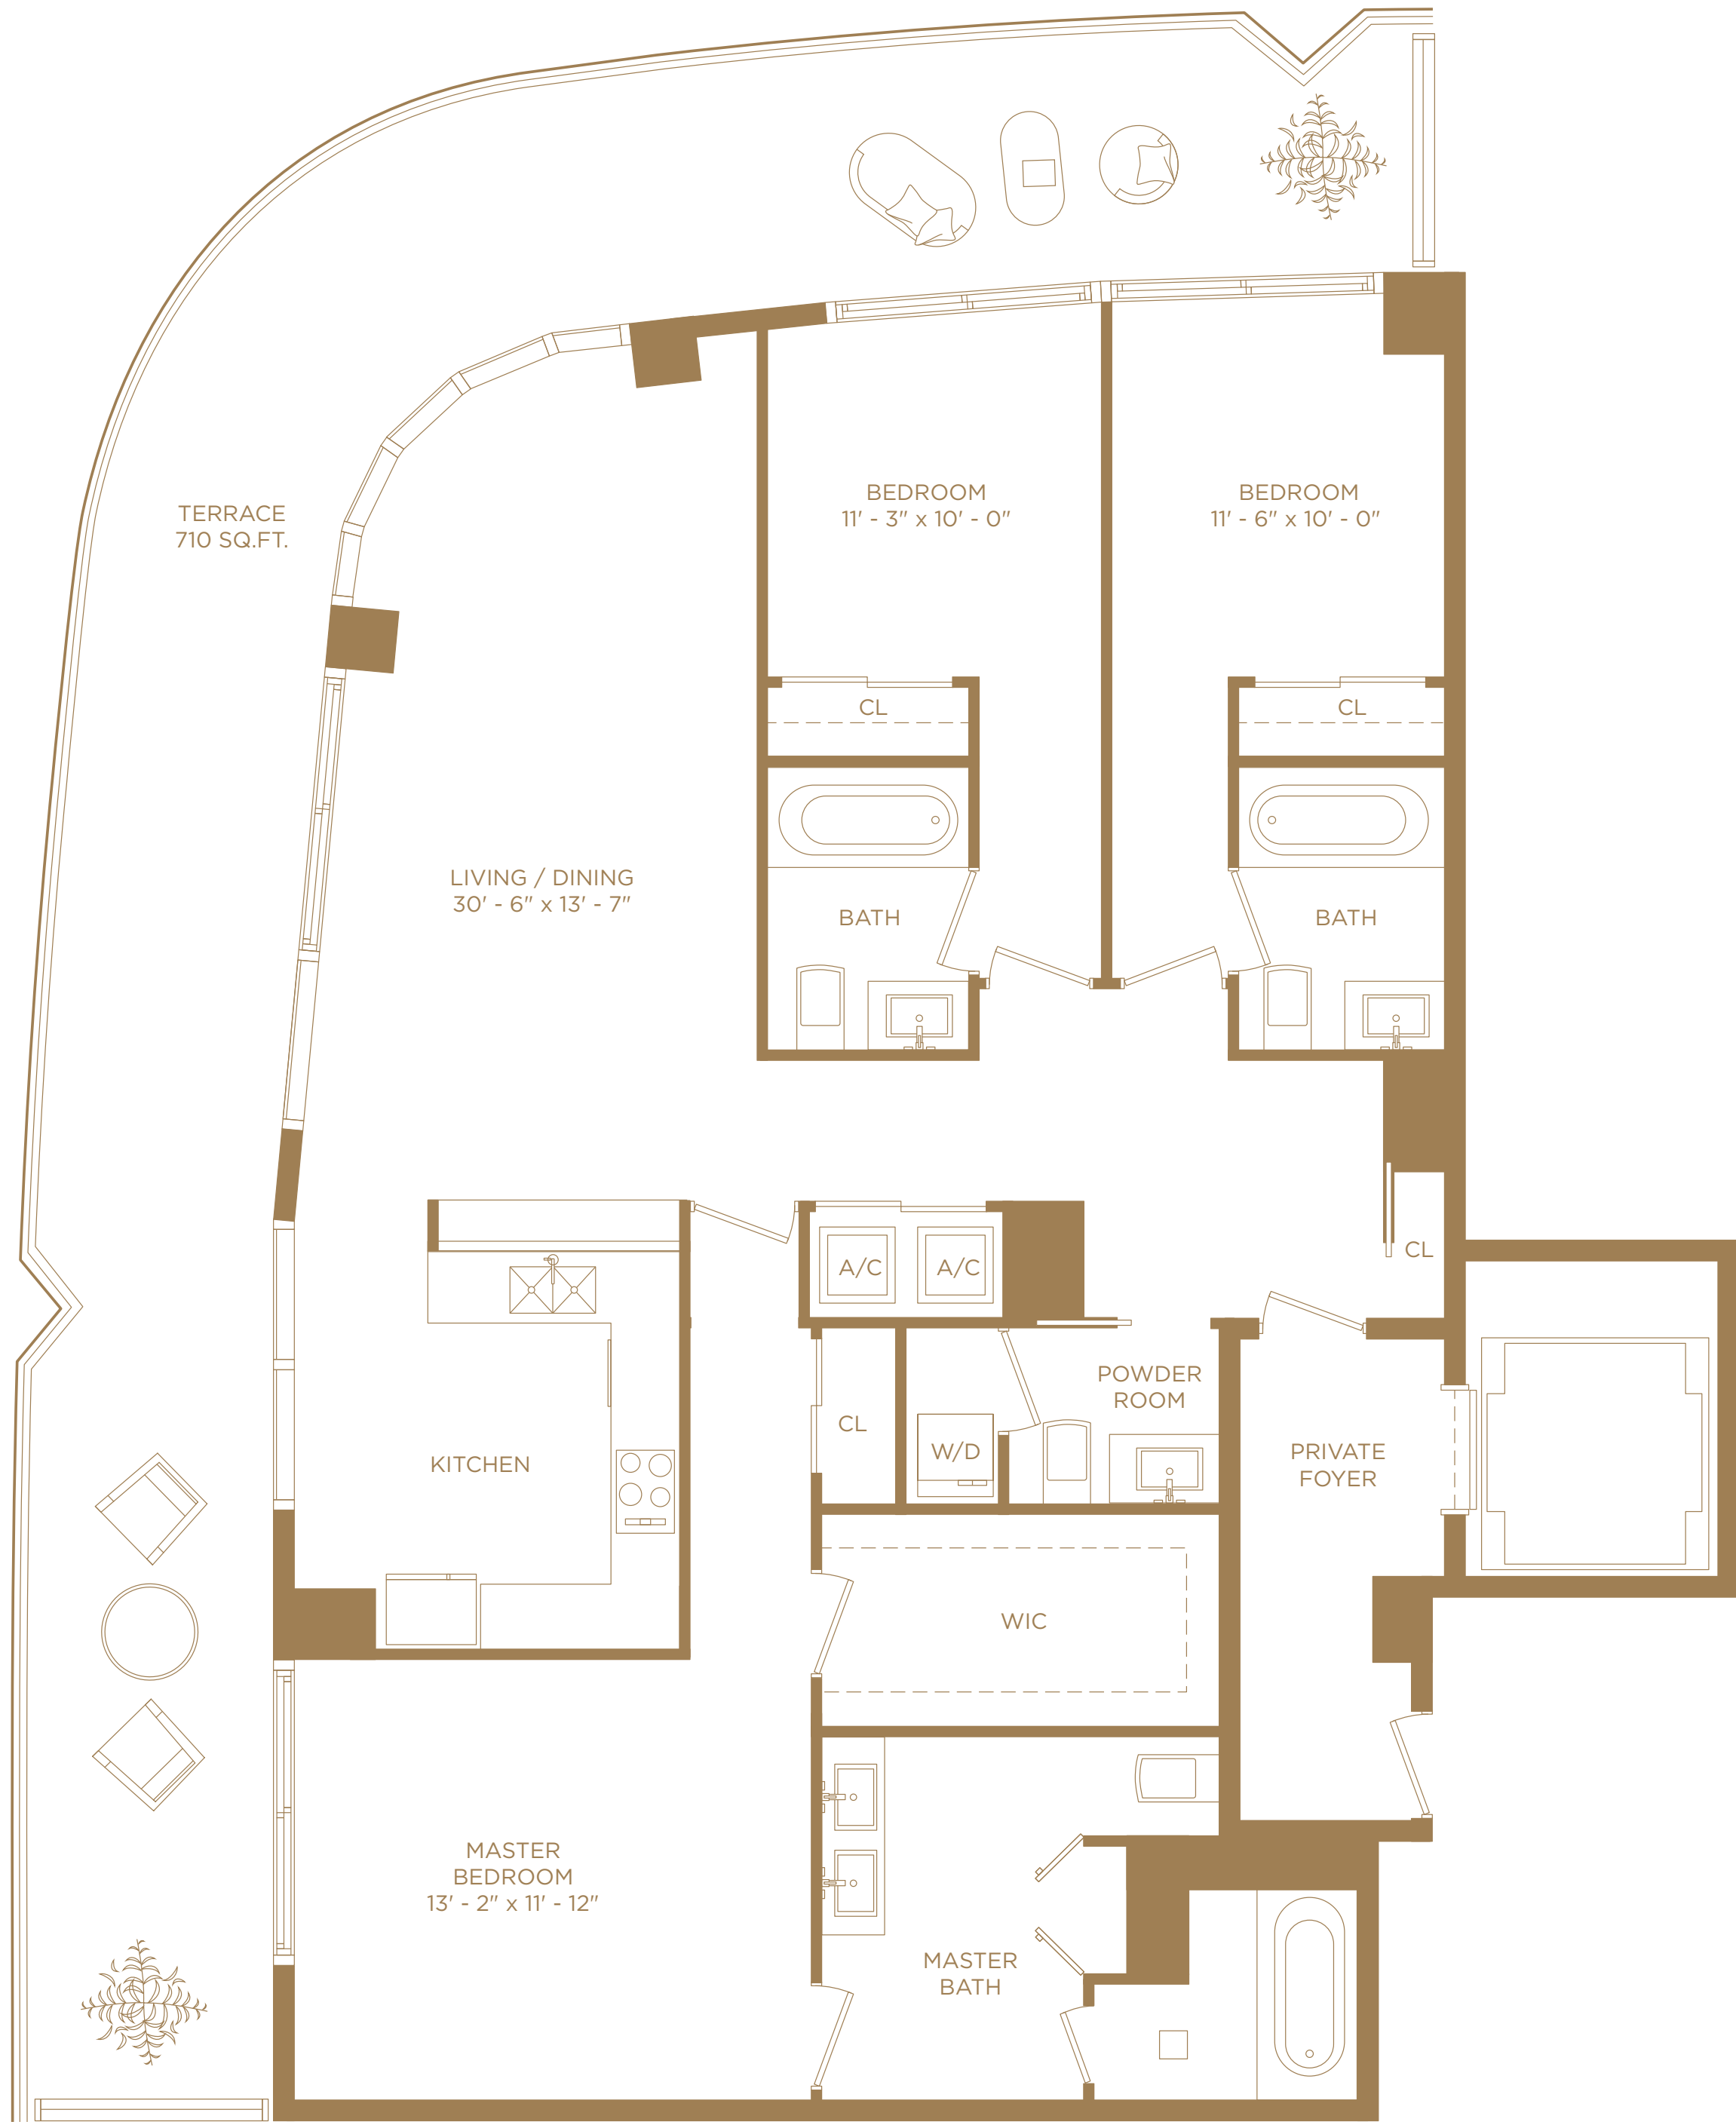 TERRACE
710 SQ.FT.
BEDROOM
11' - 3" x 10' - 0"
BEDROOM
11' - 6" x 10' - 0"
CL
CL
LIVING / DINING
30' - 6" x 13' - 7"
BATH
BATH
A/C
A/C
CL
POWDER
ROOM
CL
W/D
KITCHEN
PRIVATE
FOYER
WIC
MASTER
BEDROOM
13' - 2" x 11' - 12"
MASTER
BATH